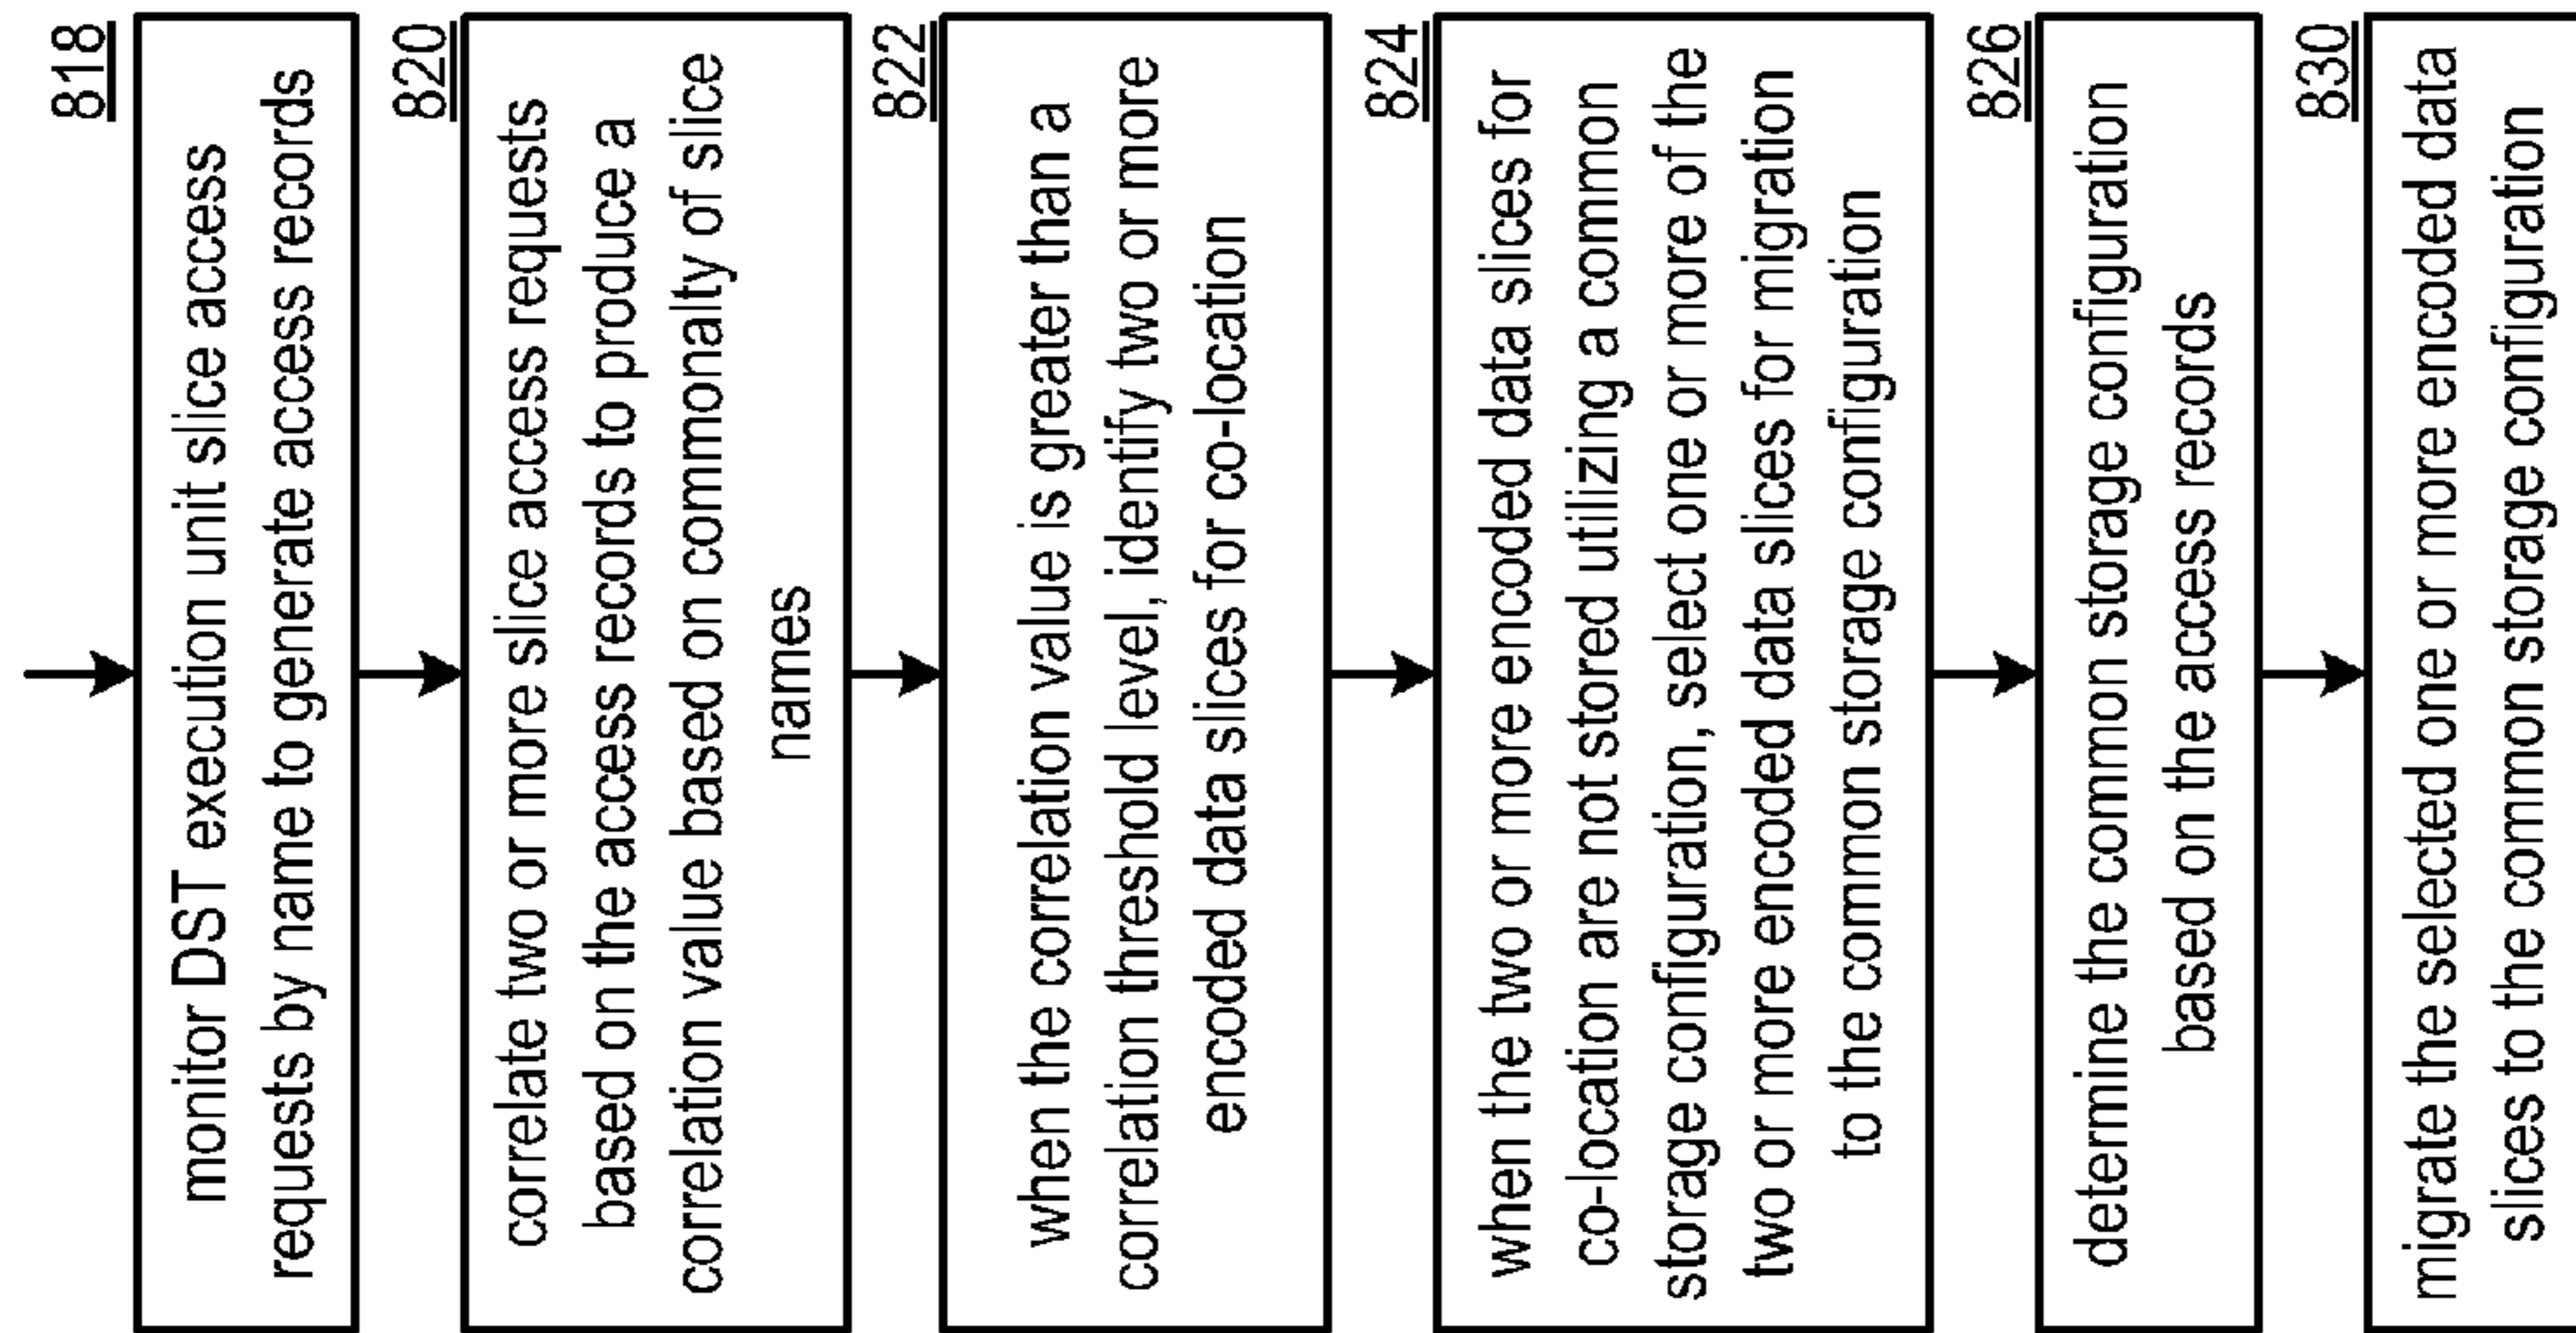 818
monitor DST execution unit slice access
requests by name to generate access records
820
correlate two or more slice access requests
based on the access records to produce a
correlation value based on commonalty of slice
names
822
when the correlation value is greater than a
correlation threshold level, identify two or more
encoded data slices for co-location
824
when the two or more encoded data slices for
co-location are not stored utilizing a common
storage configuration, select one or more of the
two or more encoded data slices for migration
to the common storage configuration
826
determine the common storage configuration
based on the access records
830
migrate the selected one or more encoded data
slices to the common storage configuration